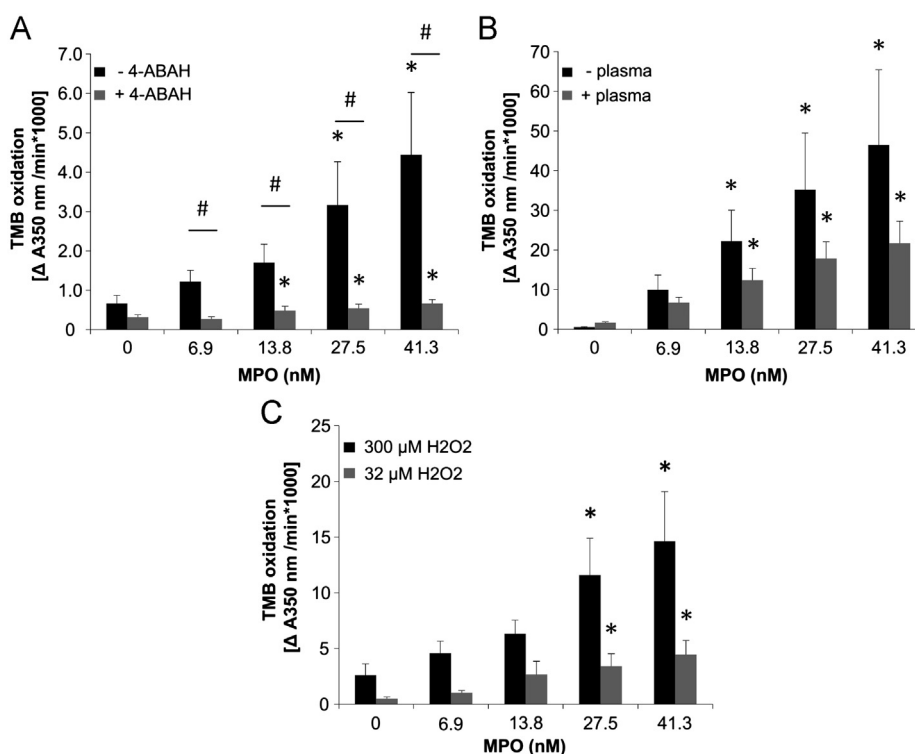 A
TMB oxidation
[Δ A350 nm /min*1000]
7.0
6.0
5.0
4.0
3.0
2.0
1.0
0
- 4-ABAH
+ 4-ABAH
#
#
* #
* #
*
*
*
0 6.9 13.8 27.5 41.3
MPO (nM)
B
TMB oxidation
[Δ A350 nm /min*1000]
70
60
50
40
30
20
10
0
- plasma
+ plasma
*
*
*
*
*
*
0 6.9 13.8 27.5 41.3
MPO (nM)
C
TMB oxidation
[Δ A350 nm /min*1000]
25
20
15
10
5
0
300 µM H2O2
32 µM H2O2
*
*
*
*
0 6.9 13.8 27.5 41.3
MPO (nM)